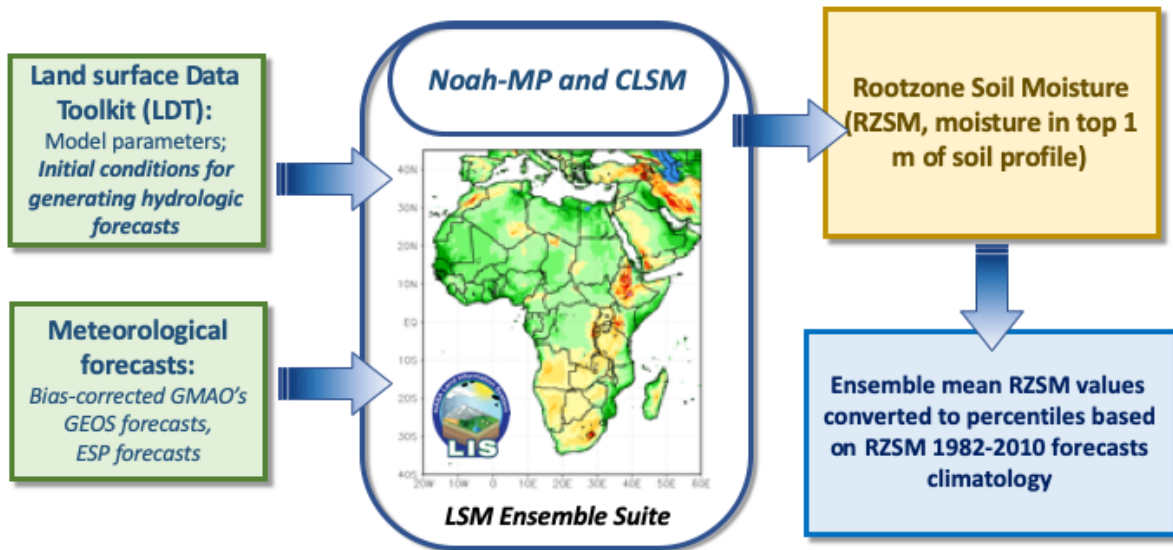 Land surface Data
Toolkit (LDT):
Model parameters;
Initial conditions for
generating hydrologic
forecasts
Meteorological
forecasts:
Bias-corrected GMAO's
GEOS forecasts,
ESP forecasts
Noah-MP and CLSM
40N
30N
20N
10N
EQ
10S
20S
30S
40S
20W 10W 0 10E 20E 30E 40E 50E 60E
LIS
LSM Ensemble Suite
Rootzone Soil Moisture
(RZSM, moisture in top 1
m of soil profile)
Ensemble mean RZSM values
converted to percentiles based
on RZSM 1982-2010 forecasts
climatology